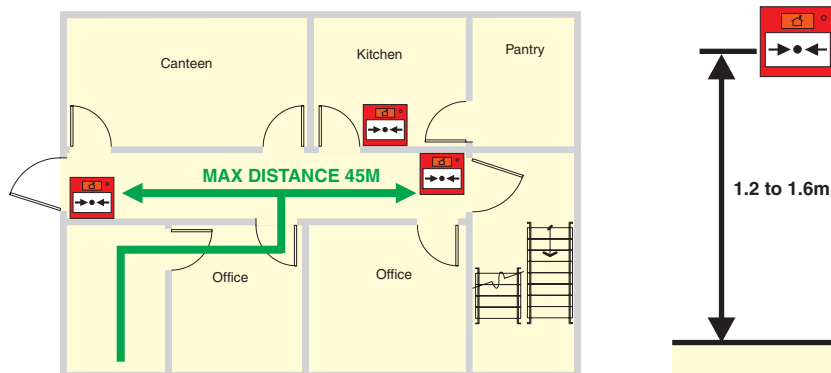 Canteen
Kitchen
Pantry
MAX DISTANCE 45M
1.2 to 1.6m
Office
Office